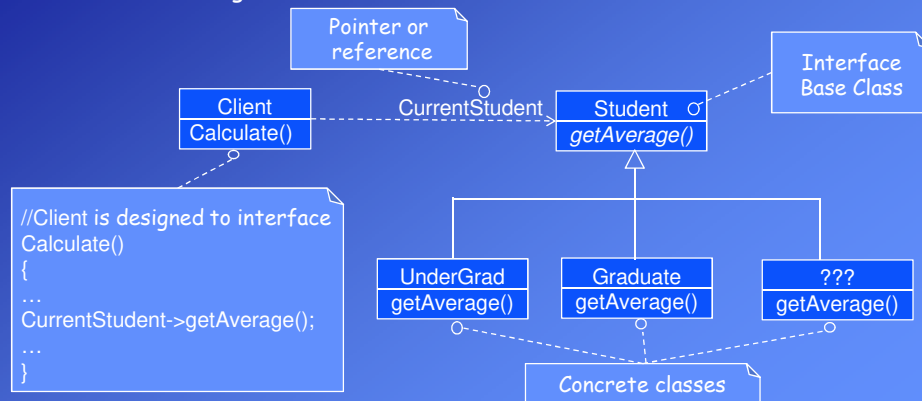 Pointer or
reference
Interface
Base Class
Client
Calculate()
CurrentStudent
Student
getAverage()
//Client is designed to interface
Calculate()
{
…
CurrentStudent->getAverage();
…
}
UnderGrad
getAverage()
Graduate
getAverage()
???
getAverage()
Concrete classes